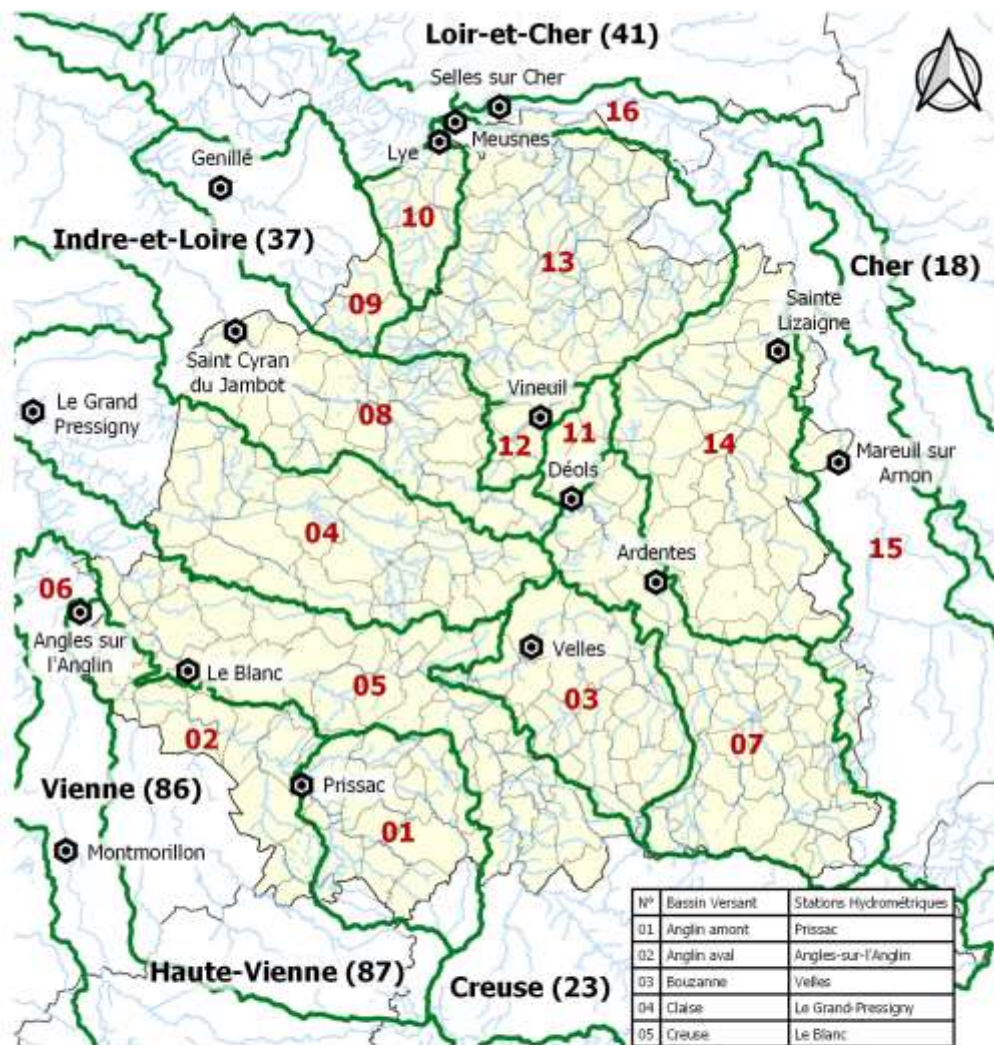 Loir-et-Cher (41)
Selles sur Cher
16
Meusnes
Lye
Genillé
10
Indre-et-Loire (37)
13
Cher (18)
09
Sainte
Lizaigne
Saint Cyran
du Jambot
Vineuil
Le Grand
Pressigny
08
11
12
14
Mareuil sur
Arnon
Déols
04
15
Ardentes
06
Angles sur
l'Anglin
Velles
Le Blanc
05
03
02
07
Vienne (86)
Prissac
01
Montmorillon
Haute-Vienne (87)
Creuse (23)
N° Bassin Versant Stations Hydrométriques
01 Anglin amont Prissac
02 Anglin aval Angles-sur-l'Anglin
03 Bouzanne Velles
04 Claise Le Grand-Pressigny
05 Creuse Le Blanc